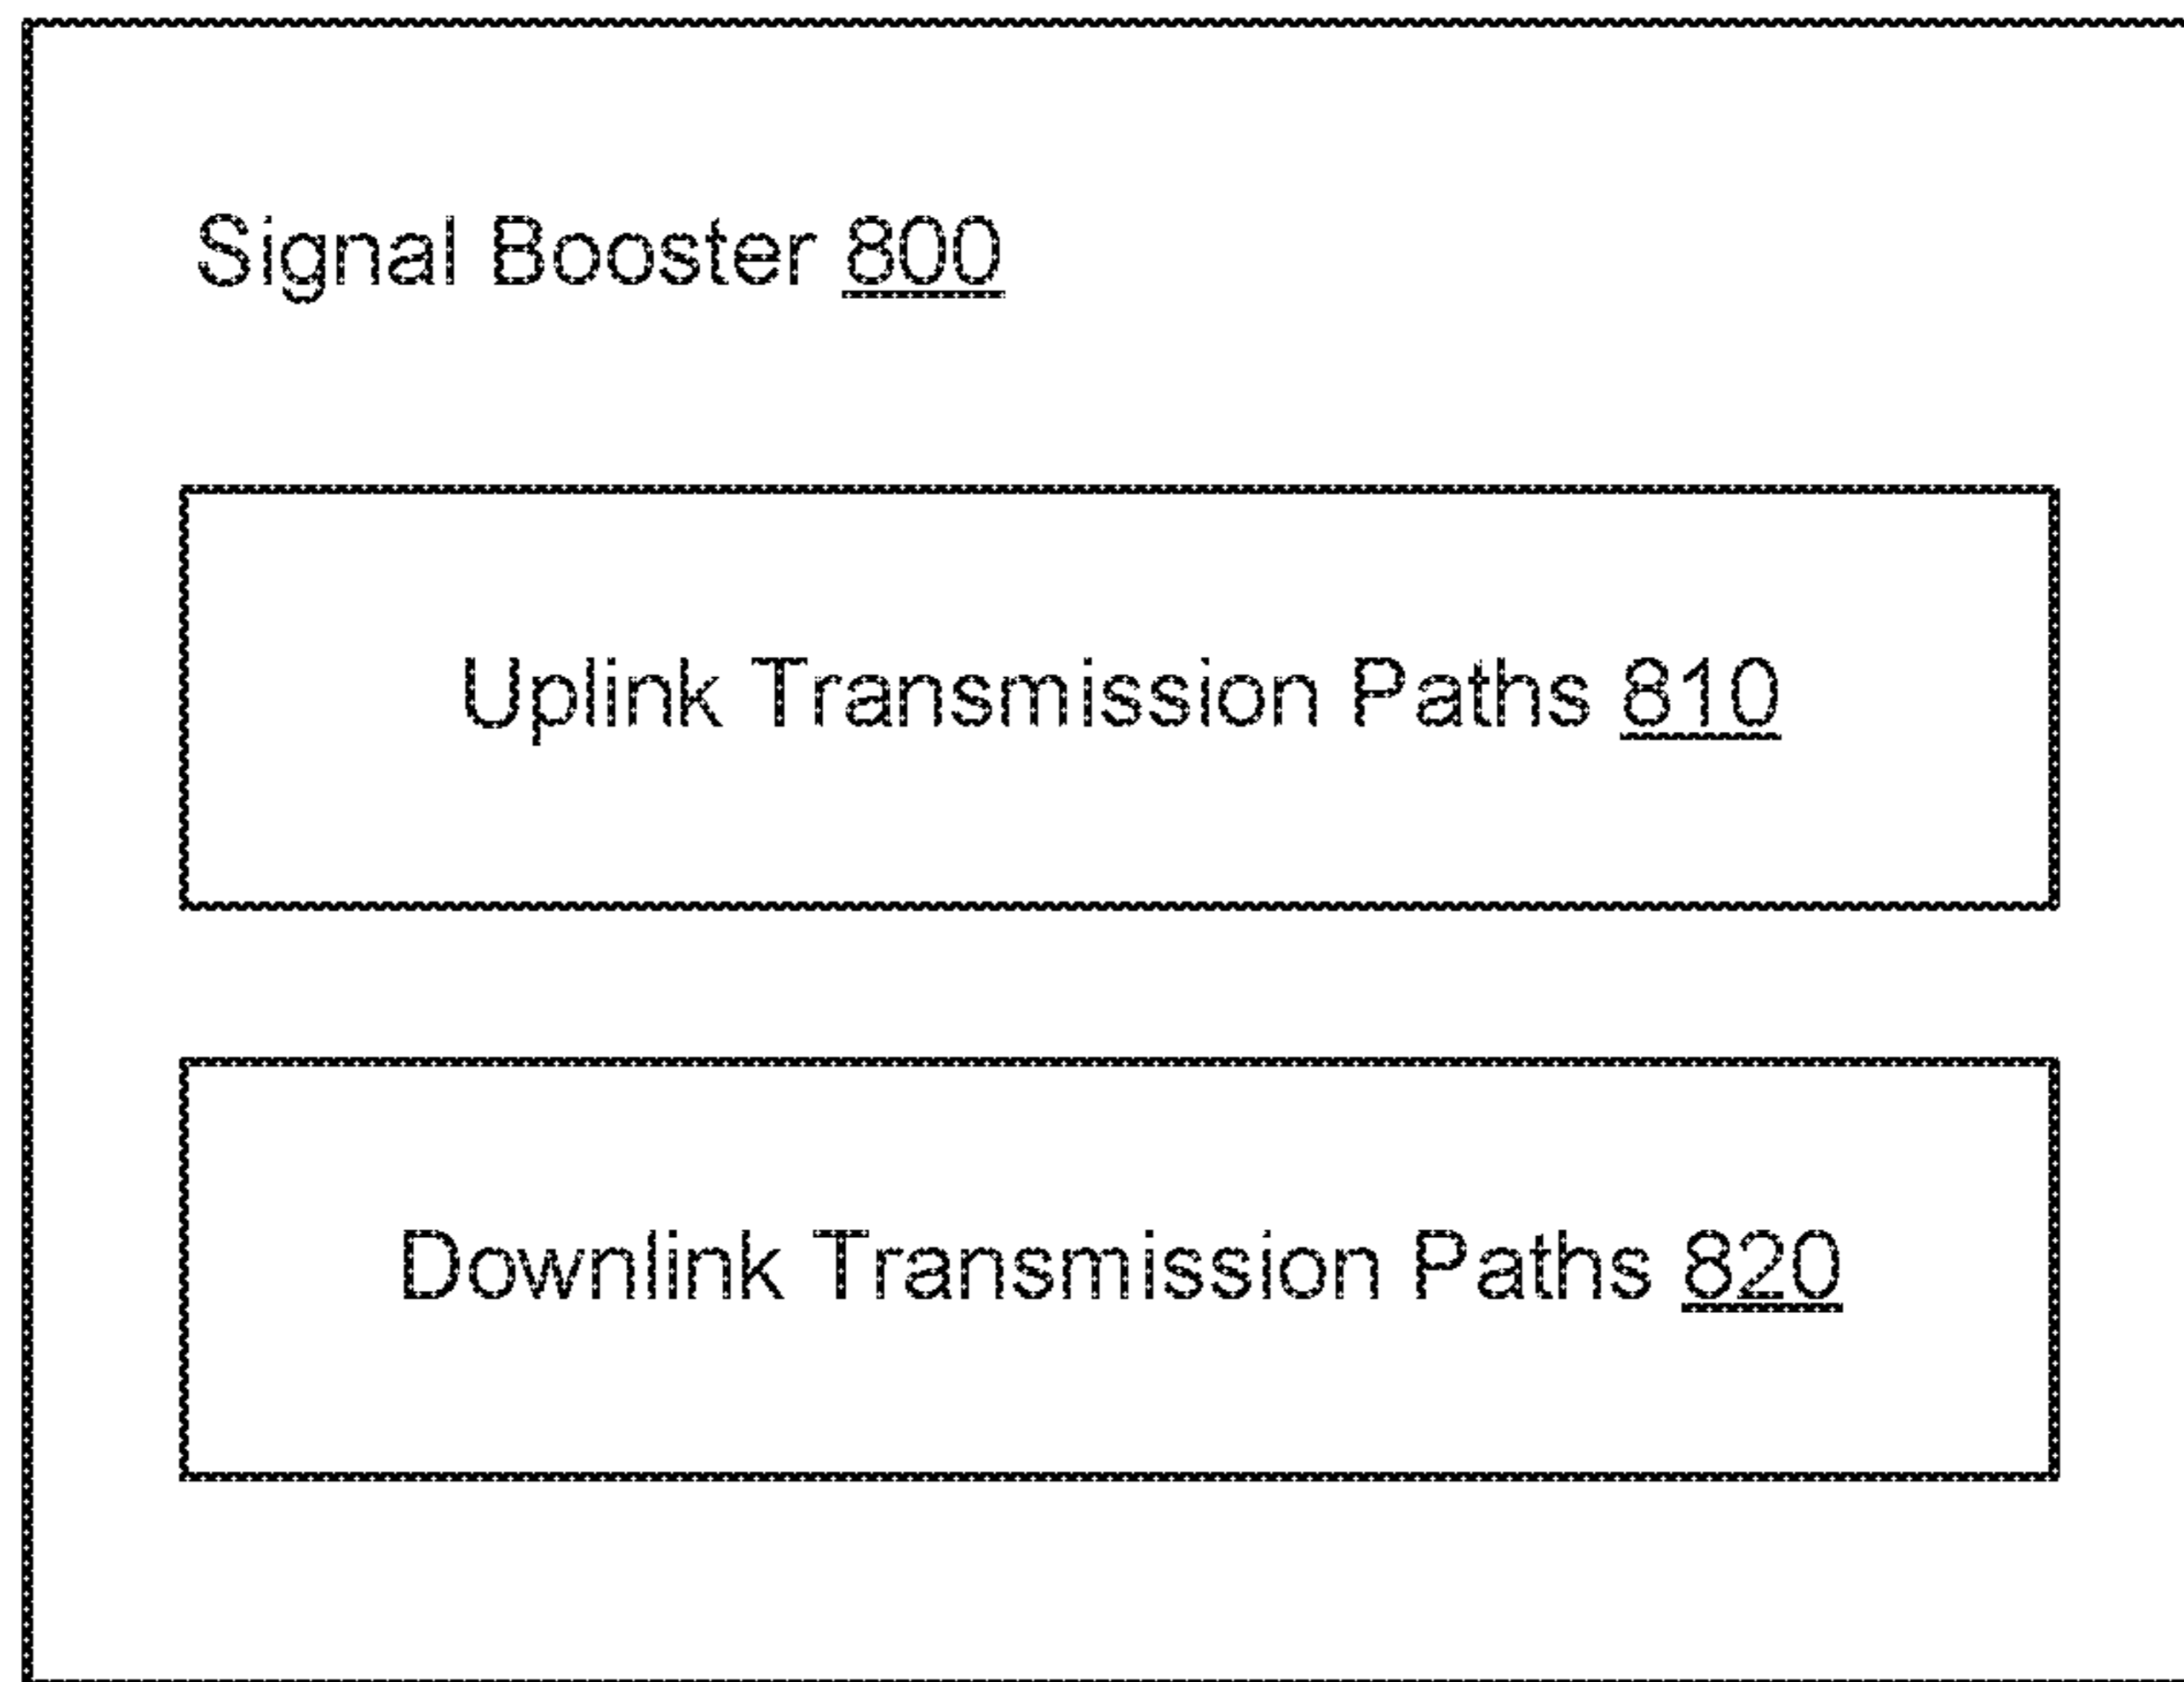 Signal Booster 800
Uplink Transmission Paths 810
Downlink Transmission Paths 820